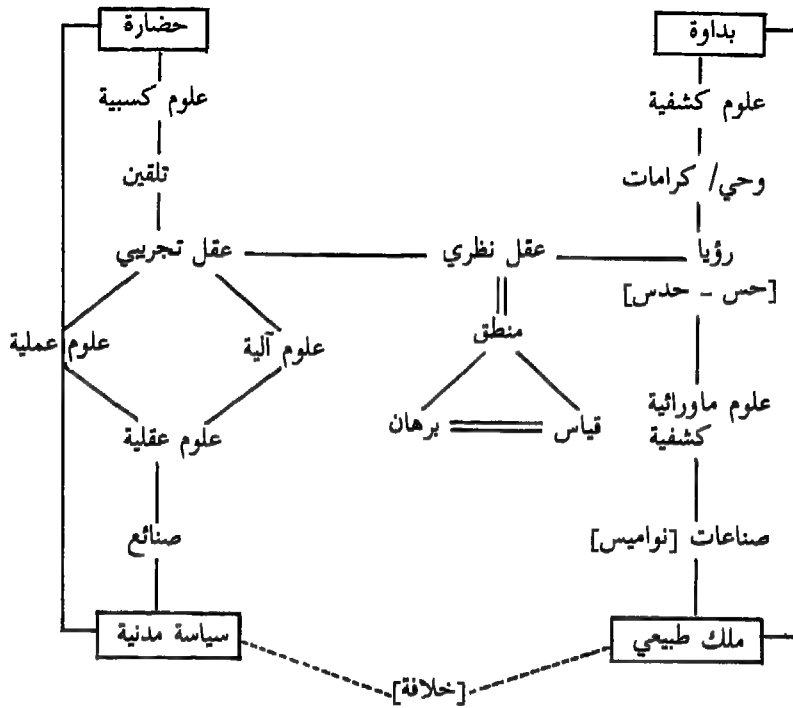 بداوة
حضارة
علوم كشفية
علوم كسبية
وحي/ كرامات
تلقين
رؤيا
عقل نظري
عقل تجريبي
[حس - حدس]
منطق
علوم آلية
علوم عملية
علوم ماورائية
كشفية
قياس
برهان
علوم عقلية
صناعات [نواميس]
صنائع
ملك طبيعي
سياسة مدنية
[خلافة]